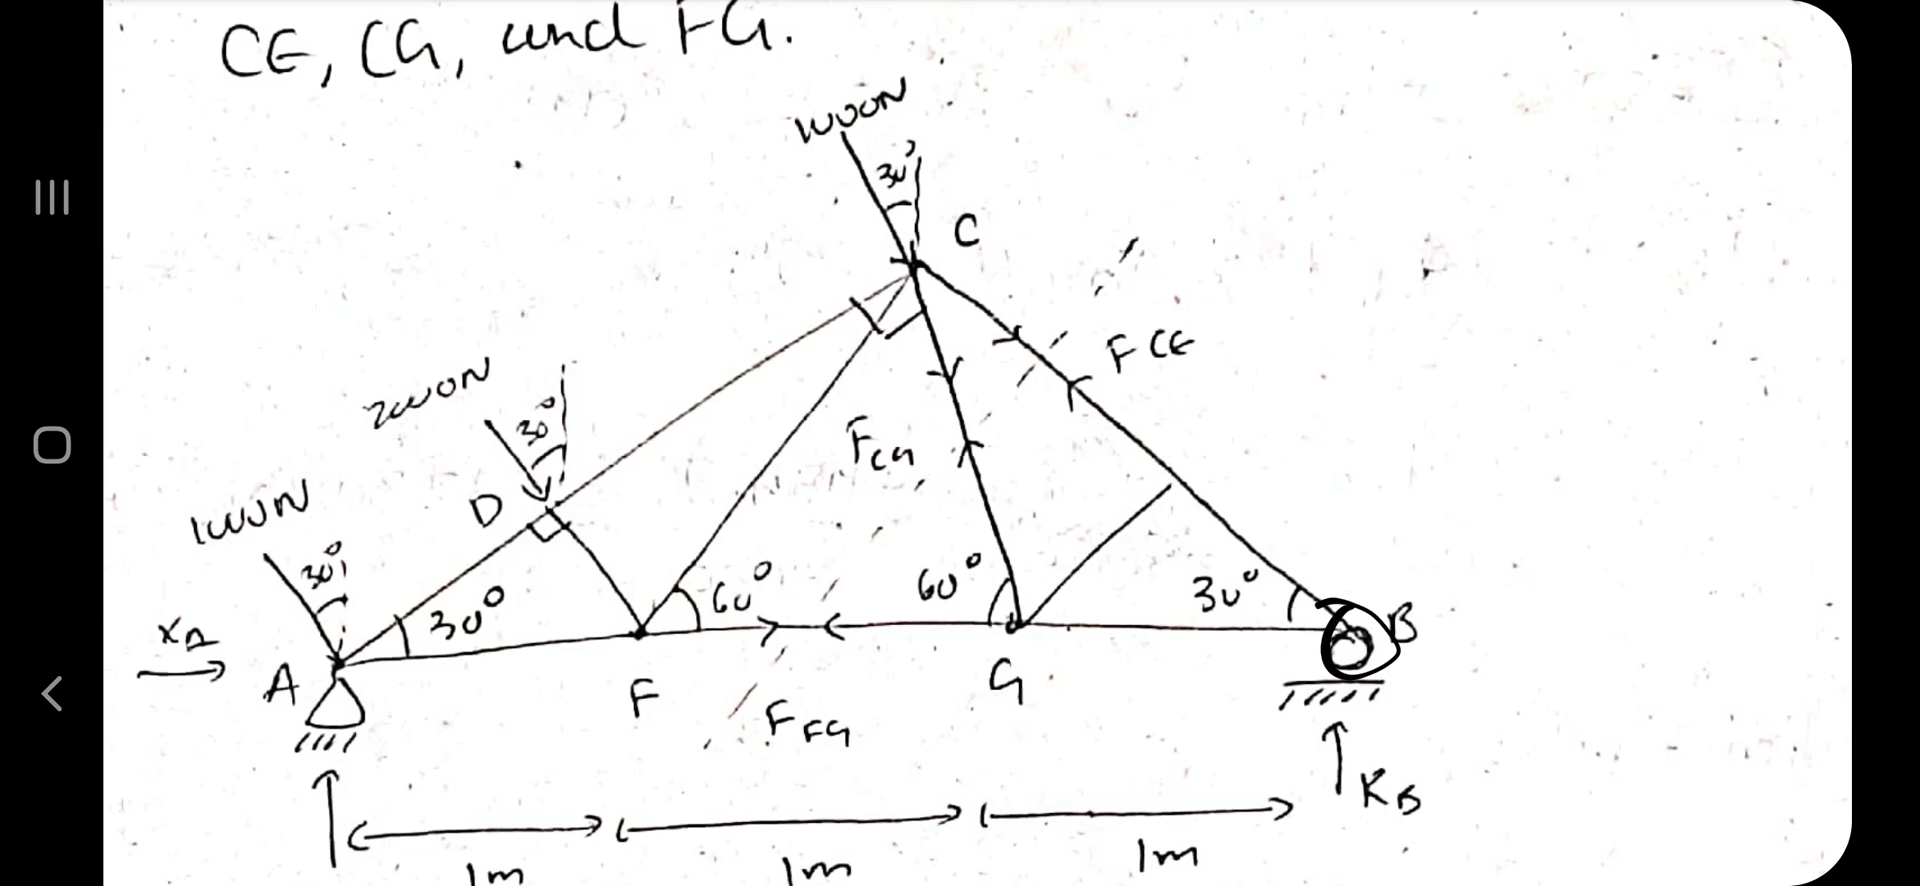 CE, CG, and FG.
1000N
30°
C
FCE
2000N
30°
FCG
D
1000N
30°
60°
60°
30°
30°
XA
B
A
F
G
FFG
RB
1m
1m
1m